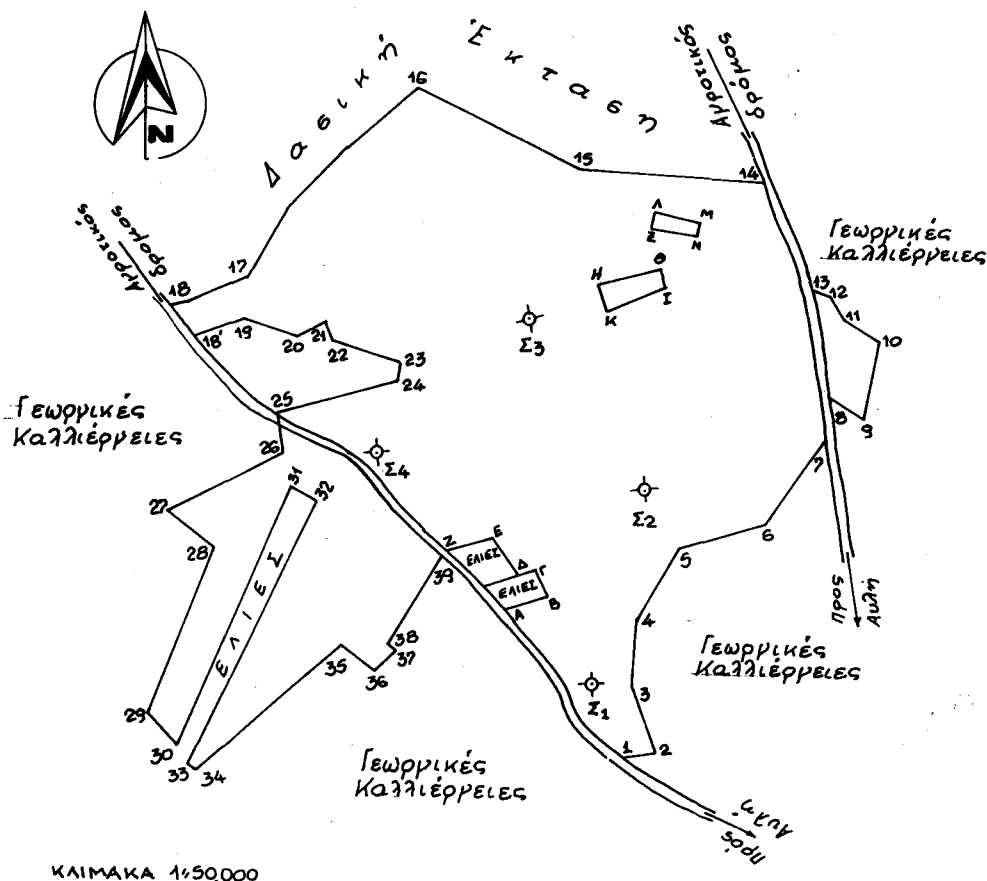 Δασική Έκταση
Αγροτικός
δρόμος
16
15
14
Λ
Μ
Ξ
Ν
Γεωργικές
Καλλιέργειες
Αγροτικός
δρόμος
N
17
18
Θ
Η
Ι
Κ
13
12
11
10
18'
19
20
21
22
Σ3
23
24
25
8
9
Γεωργικές
Καλλιέργειες
26
Σ4
7
31
32
27
Σ2
28
Ζ
Ε
6
5
ΕΛΙΕΣ
39
Δ
Γ
ΕΛΙΕΣ
Β
Α
ΕΛΙΕΣ
Προς
Αυλή
4
38
37
35
36
Γεωργικές
Καλλιέργειες
3
Σ1
29
30
33
34
1
2
Γεωργικές
Καλλιέργειες
Πρός
Αυλή
ΚΛΙΜΑΚΑ 1:50,000